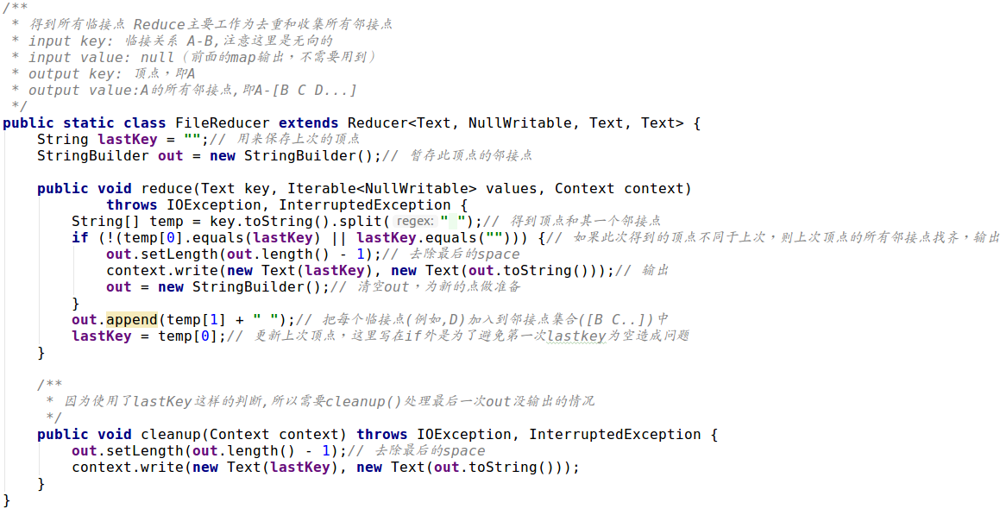 /**
 * 得到所有临接点 Reduce主要工作为去重和收集所有邻接点
 * input key: 临接关系 A-B,注意这里是无向的
 * input value: null（前面的map输出，不需要用到）
 * output key: 顶点，即A
 * output value:A的所有邻接点,即A-[B C D...]
 */
public static class FileReducer extends Reducer<Text, NullWritable, Text, Text> {
    String lastKey = "";// 用来保存上次的顶点
    StringBuilder out = new StringBuilder();// 暂存此顶点的邻接点

    public void reduce(Text key, Iterable<NullWritable> values, Context context)
            throws IOException, InterruptedException {
        String[] temp = key.toString().split( regex: " ");// 得到顶点和其一个邻接点
        if (!(temp[0].equals(lastKey) || lastKey.equals(""))) {// 如果此次得到的顶点不同于上次，则上次顶点的所有邻接点找齐，输出
            out.setLength(out.length() - 1);// 去除最后的space
            context.write(new Text(lastKey), new Text(out.toString()));// 输出
            out = new StringBuilder();// 清空out，为新的点做准备
        }
        out.append(temp[1] + " ");// 把每个临接点(例如,D)加入到邻接点集合([B C..])中
        lastKey = temp[0];// 更新上次顶点，这里写在if外是为了避免第一次lastkey为空造成问题
    }

    /**
     * 因为使用了lastKey这样的判断,所以需要cleanup()处理最后一次out没输出的情况
     */
    public void cleanup(Context context) throws IOException, InterruptedException {
        out.setLength(out.length() - 1);// 去除最后的space
        context.write(new Text(lastKey), new Text(out.toString()));
    }
}